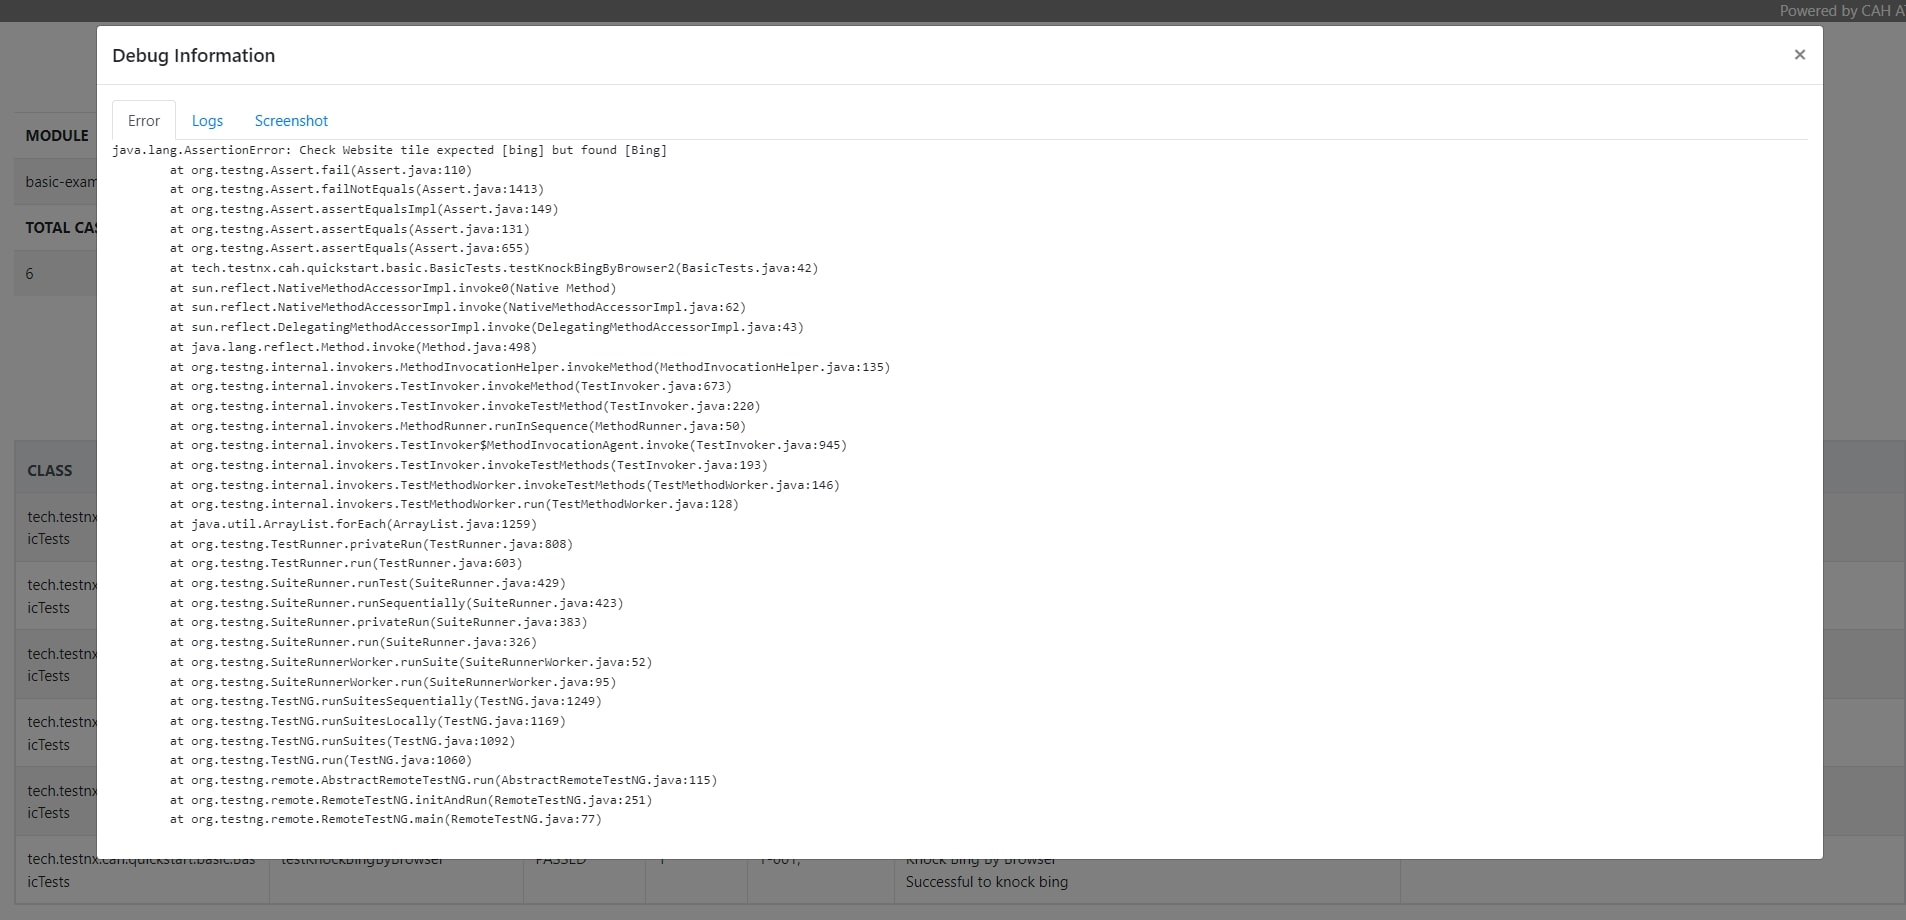 Powered by CAH
Debug Information
×
Error Logs Screenshot
MODULE
basic-exam
TOTAL CAS
6
java.lang.AssertionError: Check Website tile expected [bing] but found [Bing]
at org.testng.Assert.fail(Assert.java:110)
at org.testng.Assert.failNotEquals(Assert.java:1413)
at org.testng.Assert.assertEqualsImpl(Assert.java:149)
at org.testng.Assert.assertEquals(Assert.java:131)
at org.testng.Assert.assertEquals(Assert.java:655)
at tech.testnx.cah.quickstart.basic.BasicTests.testKnockBingByBrowser2(BasicTests.java:42)
at sun.reflect.NativeMethodAccessorImpl.invoke0(Native Method)
at sun.reflect.NativeMethodAccessorImpl.invoke(NativeMethodAccessorImpl.java:62)
at sun.reflect.DelegatingMethodAccessorImpl.invoke(DelegatingMethodAccessorImpl.java:43)
at java.lang.reflect.Method.invoke(Method.java:498)
at org.testng.internal.invokers.MethodInvocationHelper.invokeMethod(MethodInvocationHelper.java:135)
at org.testng.internal.invokers.TestInvoker.invokeMethod(TestInvoker.java:673)
at org.testng.internal.invokers.TestInvoker.invokeTestMethod(TestInvoker.java:220)
at org.testng.internal.invokers.MethodRunner.runInSequence(MethodRunner.java:50)
at org.testng.internal.invokers.TestInvoker$MethodInvocationAgent.invoke(TestInvoker.java:945)
at org.testng.internal.invokers.TestInvoker.invokeTestMethods(TestInvoker.java:193)
at org.testng.internal.invokers.TestMethodWorker.invokeTestMethods(TestMethodWorker.java:146)
at org.testng.internal.invokers.TestMethodWorker.run(TestMethodWorker.java:128)
at java.util.ArrayList.forEach(ArrayList.java:1259)
at org.testng.TestRunner.privateRun(TestRunner.java:808)
at org.testng.TestRunner.run(TestRunner.java:603)
at org.testng.SuiteRunner.runTest(SuiteRunner.java:429)
at org.testng.SuiteRunner.runSequentially(SuiteRunner.java:423)
at org.testng.SuiteRunner.privateRun(SuiteRunner.java:383)
at org.testng.SuiteRunner.run(SuiteRunner.java:326)
at org.testng.SuiteRunnerWorker.runSuite(SuiteRunnerWorker.java:52)
at org.testng.SuiteRunnerWorker.run(SuiteRunnerWorker.java:95)
at org.testng.TestNG.runSuitesSequentially(TestNG.java:1249)
at org.testng.TestNG.runSuitesLocally(TestNG.java:1169)
at org.testng.TestNG.runSuites(TestNG.java:1092)
at org.testng.TestNG.run(TestNG.java:1060)
at org.testng.remote.AbstractRemoteTestNG.run(AbstractRemoteTestNG.java:115)
at org.testng.remote.RemoteTestNG.initAndRun(RemoteTestNG.java:251)
at org.testng.remote.RemoteTestNG.main(RemoteTestNG.java:77)
CLASS
tech.testnx
icTests
tech.testnx
icTests
tech.testnx
icTests
tech.testnx
icTests
tech.testnx
icTests
tech.testnx.cah.quickstart.basic.Bas testKnockBingByBrowser PASSED Knock Bing By Browser
icTests Successful to knock bing